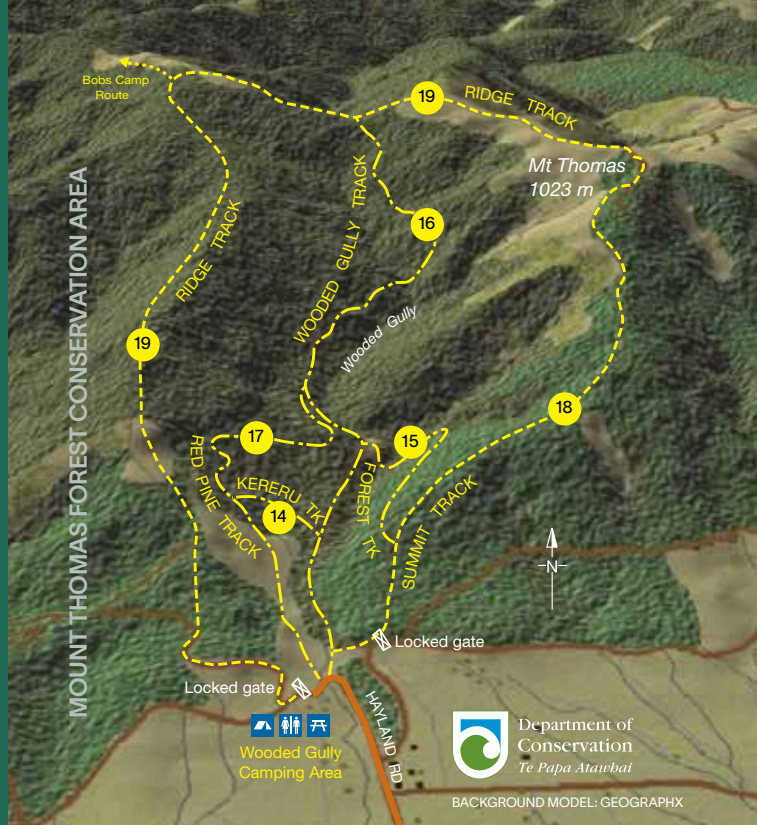 Bobs Camp
Route
19
RIDGE TRACK
Mt Thomas
1023 m
WOODED GULLY TRACK
16
RIDGE TRACK
MOUNT THOMAS FOREST CONSERVATION AREA
Wooded Gully
19
18
17
15
RED PINE TRACK
KERERU TK
14
FOREST TK
SUMMIT TRACK
N
Locked gate
Locked gate
HAYLAND RD
Wooded Gully
Camping Area
Department of
Conservation
Te Papa Atawhai
BACKGROUND MODEL: GEOGRAPHX